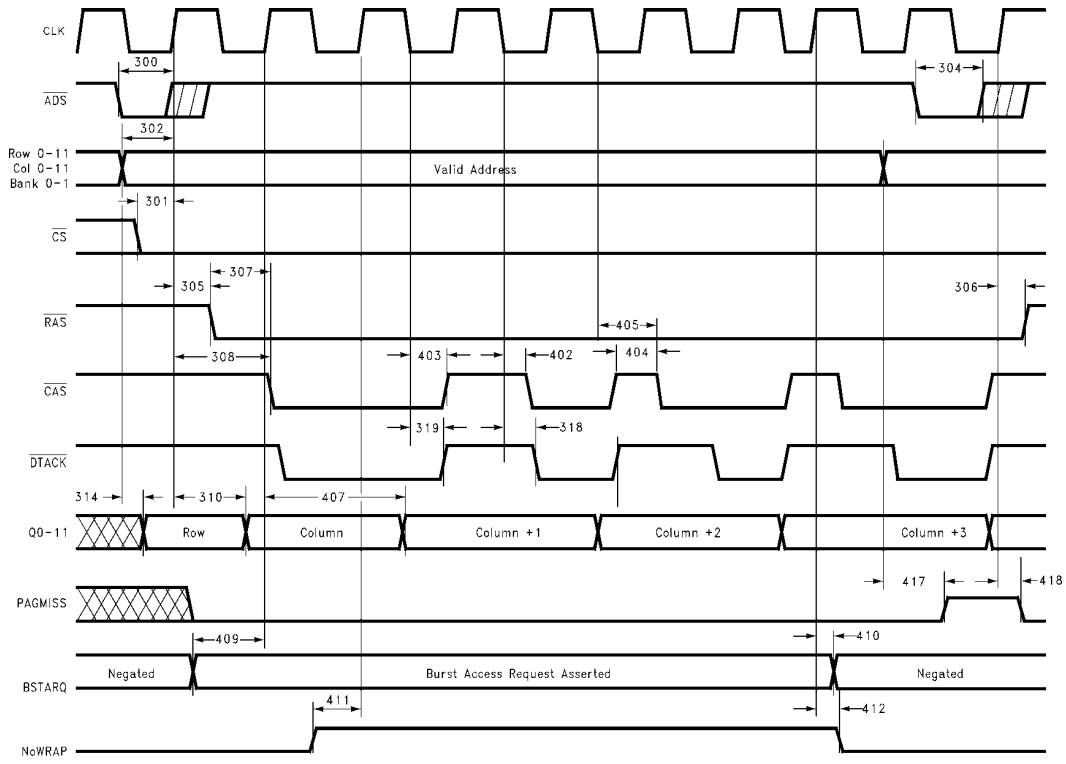 CLK
300
304
ADS
302
Row 0-11
Col 0-11
Bank 0-1
Valid Address
301
CS
307
305
306
RAS
405
308
403
402
404
CAS
319
318
DTACK
314
310
407
Q0-11
Row
Column
Column +1
Column +2
Column +3
417
418
PAGMISS
409
410
BSTARQ
Negated
Burst Access Request Asserted
Negated
411
412
NoWRAP